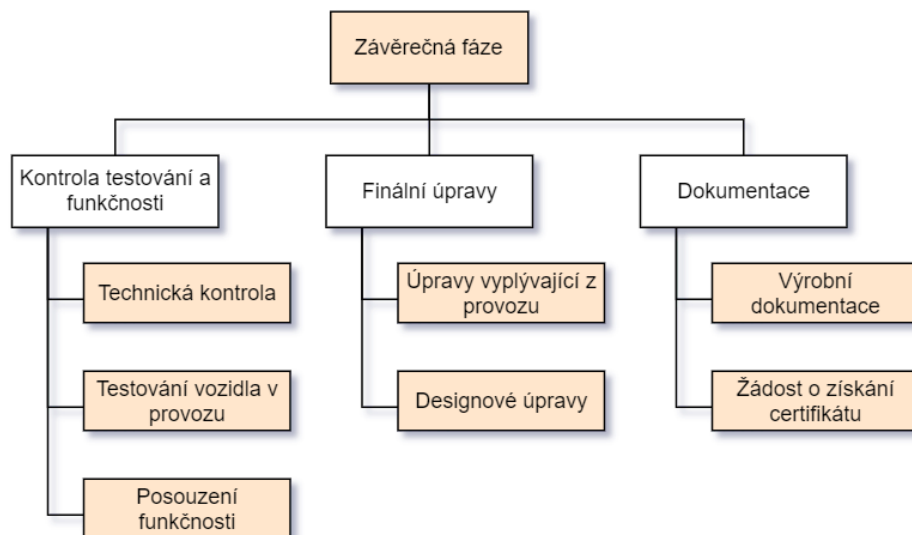 Závěrečná fáze
Kontrola testování a
funkčnosti
Finální úpravy
Dokumentace
Technická kontrola
Úpravy vyplývající z
provozu
Výrobní
dokumentace
Testování vozidla v
provozu
Designové úpravy
Žádost o získání
certifikátu
Posouzení
funkčnosti